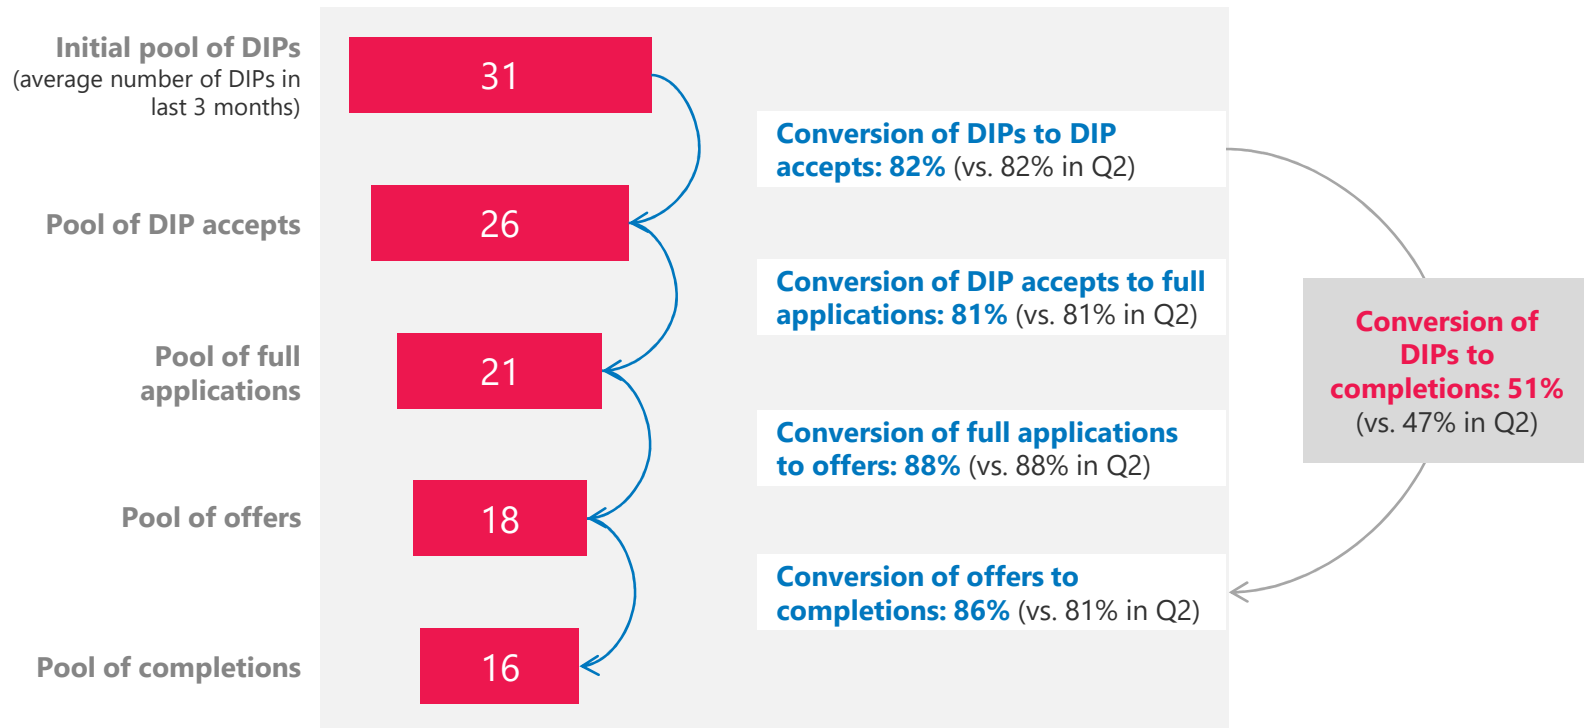 Initial pool of DIPs
(average number of DIPs in
last 3 months)
31
Conversion of DIPs to DIP
accepts: 82% (vs. 82% in Q2)
Pool of DIP accepts
26
Conversion of DIP accepts to full
applications: 81% (vs. 81% in Q2)
Pool of full
applications
21
Conversion of full applications
to offers: 88% (vs. 88% in Q2)
Pool of offers
18
Conversion of offers to
completions: 86% (vs. 81% in Q2)
Pool of completions
16
Conversion of
DIPs to
completions: 51%
(vs. 47% in Q2)